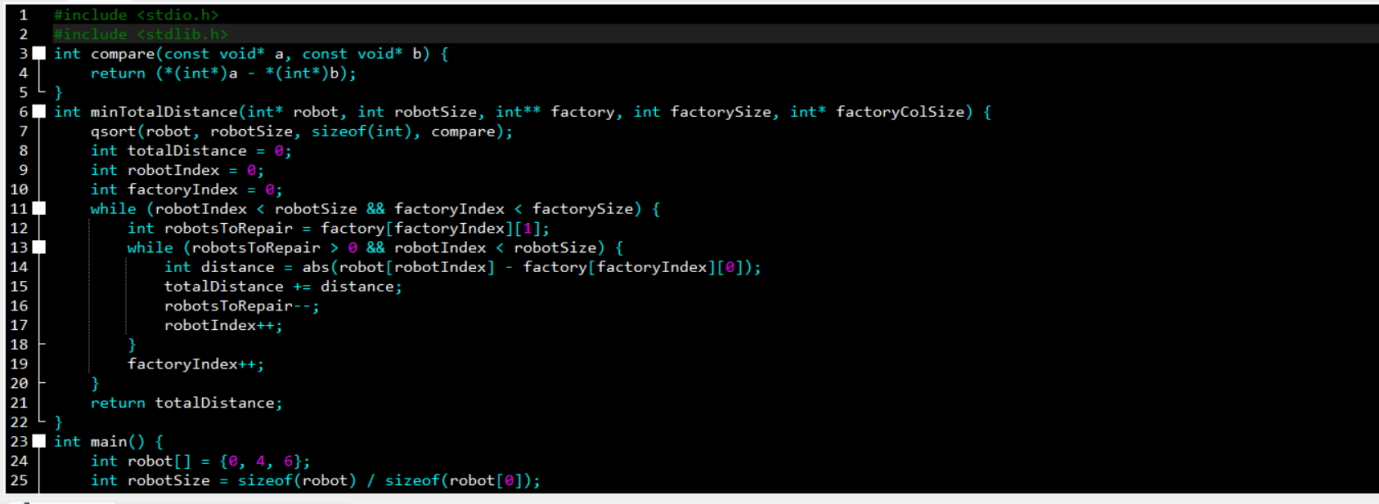 1 #include <stdio.h>
2 #include <stdlib.h>
3 int compare(const void* a, const void* b) {
4     return (*(int*)a - *(int*)b);
5 }
6 int minTotalDistance(int* robot, int robotSize, int** factory, int factorySize, int* factoryColSize) {
7     qsort(robot, robotSize, sizeof(int), compare);
8     int totalDistance = 0;
9     int robotIndex = 0;
10     int factoryIndex = 0;
11     while (robotIndex < robotSize && factoryIndex < factorySize) {
12         int robotsToRepair = factory[factoryIndex][1];
13         while (robotsToRepair > 0 && robotIndex < robotSize) {
14             int distance = abs(robot[robotIndex] - factory[factoryIndex][0]);
15             totalDistance += distance;
16             robotsToRepair--;
17             robotIndex++;
18         }
19         factoryIndex++;
20     }
21     return totalDistance;
22 }
23 int main() {
24     int robot[] = {0, 4, 6};
25     int robotSize = sizeof(robot) / sizeof(robot[0]);